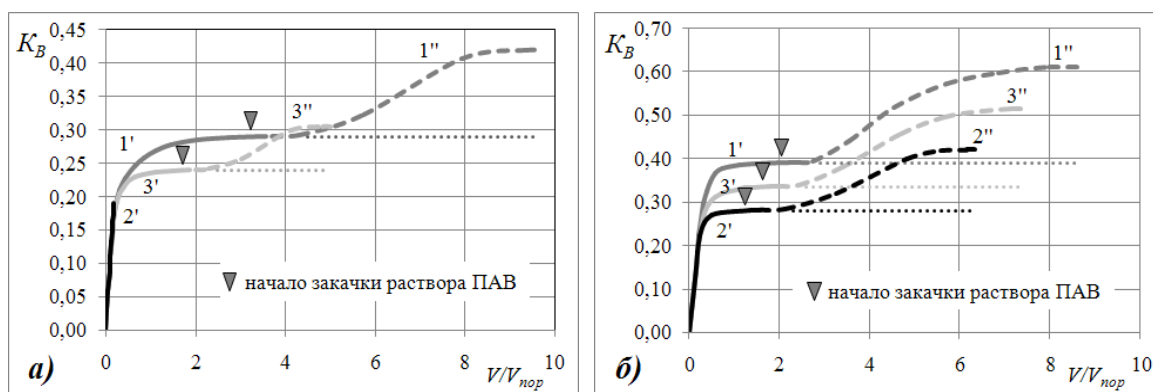 K_B
0,45
0,40
0,35
0,30
0,25
0,20
0,15
0,10
0,05
0,00
1'
3'
2'
1''
3''
начало закачки раствора ПАВ
0 2 4 6 8 10
а)
V/V_пор
K_B
0,70
0,60
0,50
0,40
0,30
0,20
0,10
0,00
1'
3'
2'
1''
3''
2''
начало закачки раствора ПАВ
0 2 4 6 8 10
б)
V/V_пор